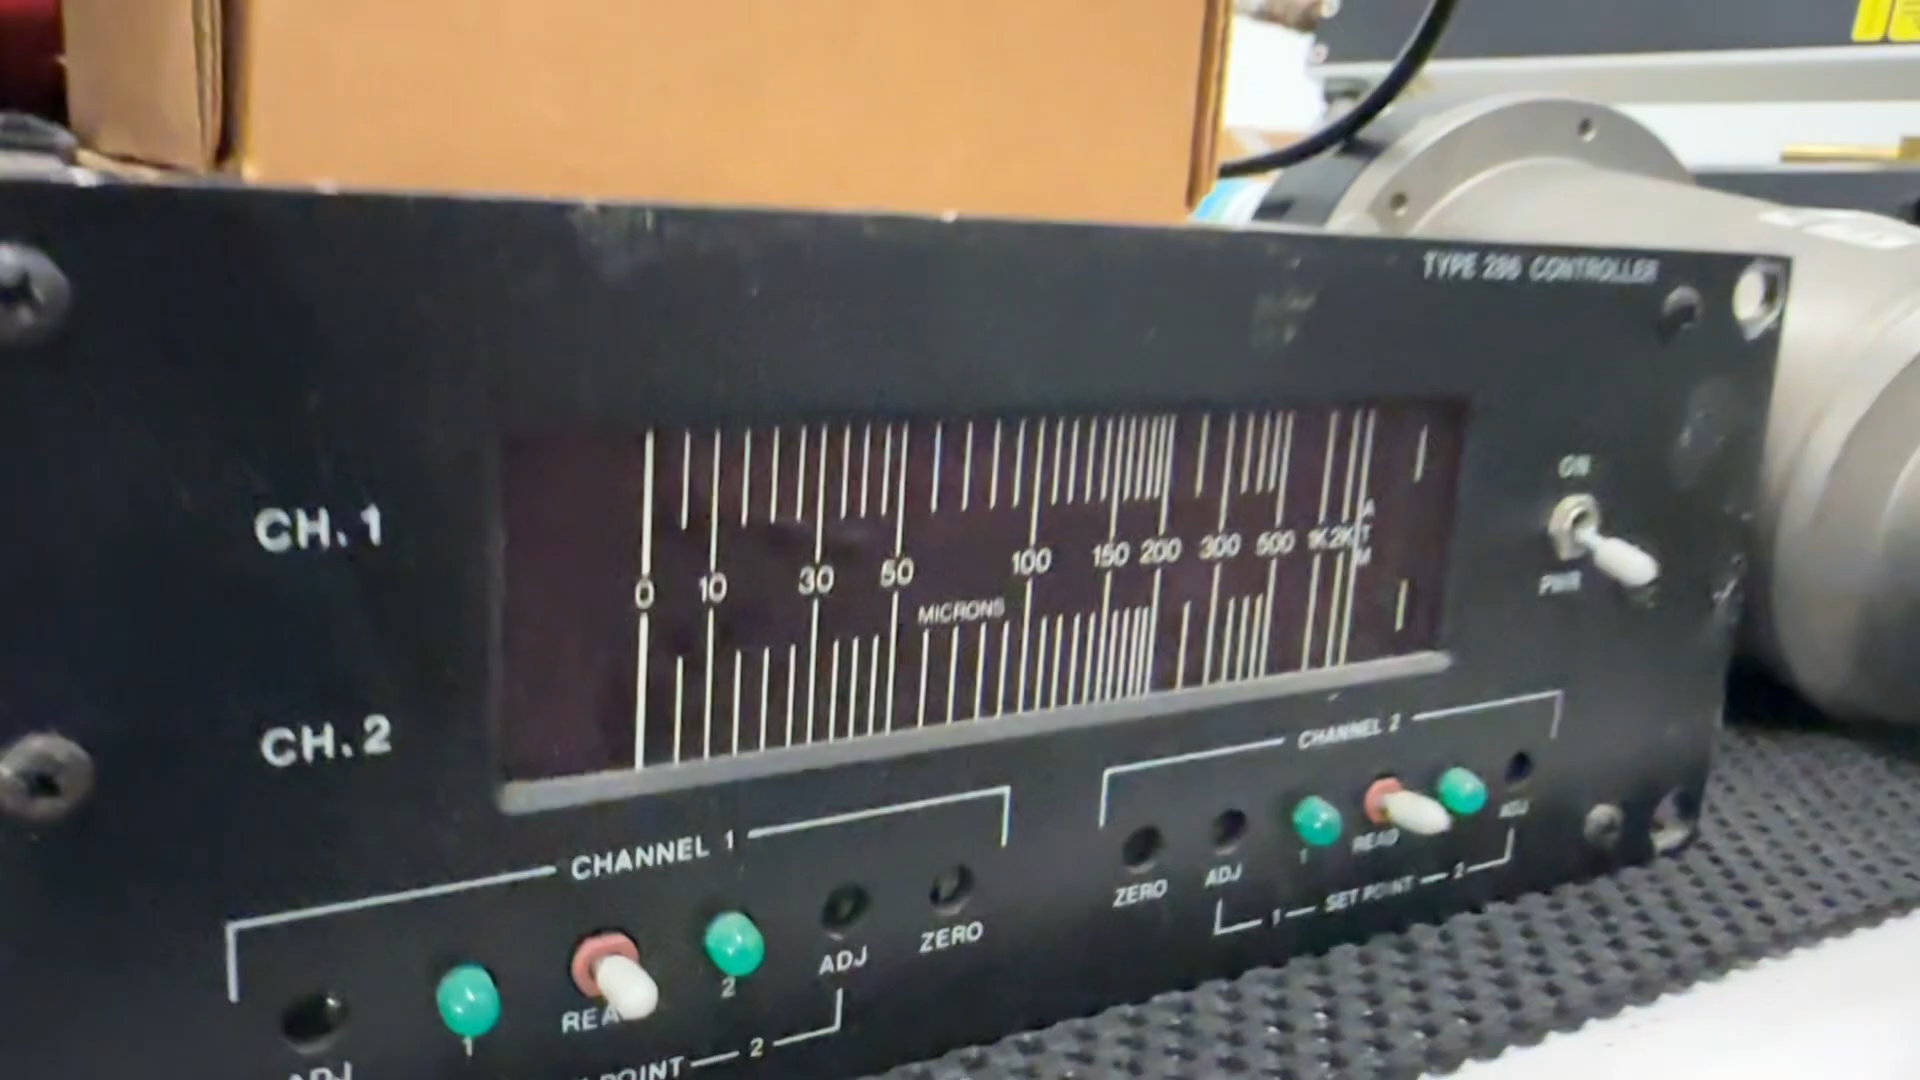 TYPE 286 CONTROLLER
ON
PWR
CH. 1
CH. 2
0 10 30 50 100 150 200 300 500 1K 2K ATM
MICRONS
CHANNEL 1
ADJ 1 REA 2 ADJ ZERO
POINT 2
CHANNEL 2
ZERO ADJ 1 READ ADJ
1 SET POINT 2